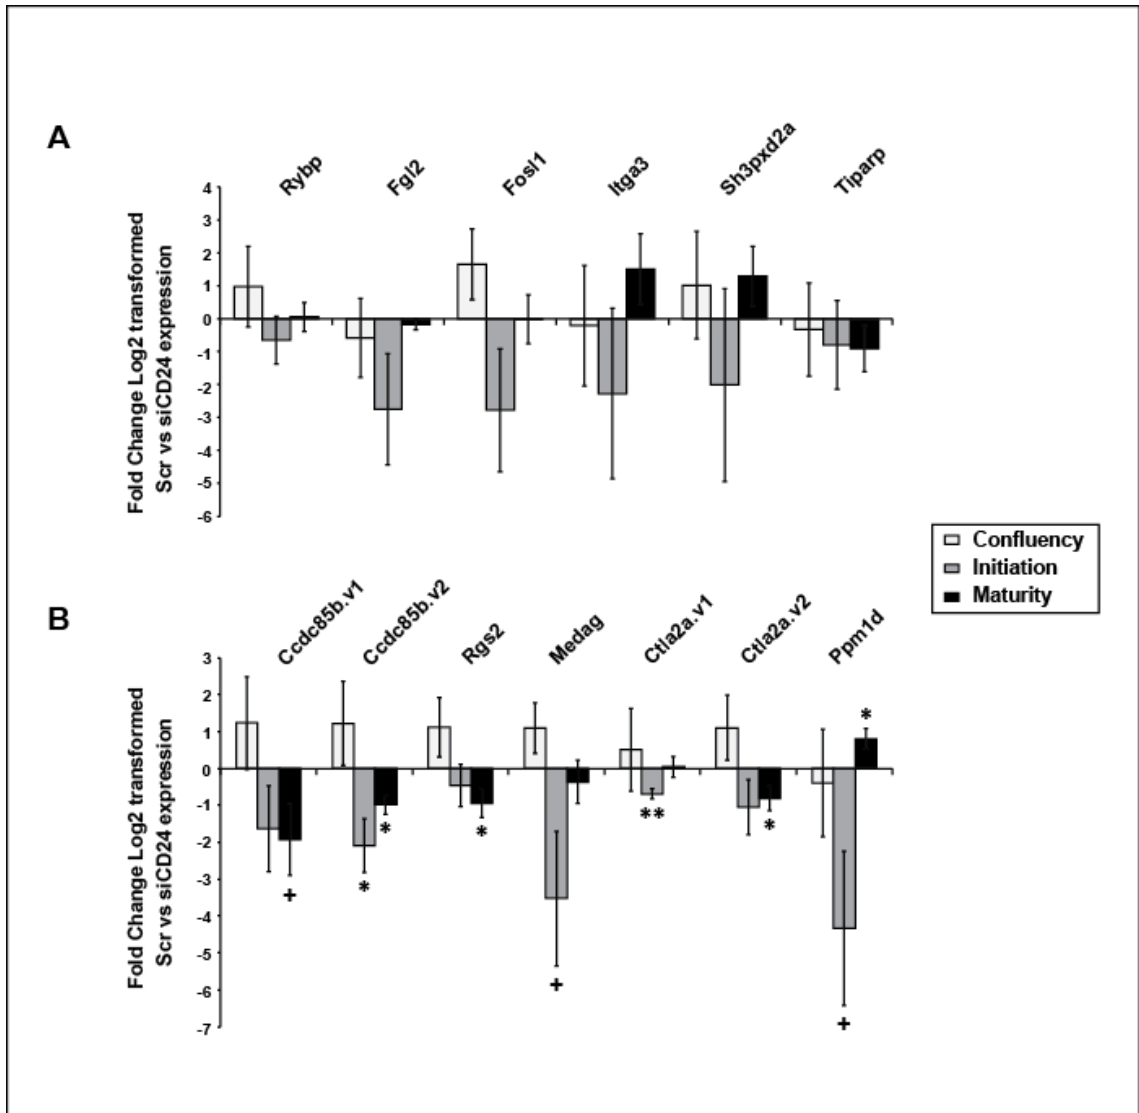 A
Rybp
Fgl2
Fosl1
Itga3
Sh3pxd2a
Tiparp
Fold Change Log2 transformed
Scr vs siCD24 expression
4
3
2
1
0
-1
-2
-3
-4
-5
-6
Confluency
Initiation
Maturity
B
Ccdc85b.v1
Ccdc85b.v2
Rgs2
Medag
Ctla2a.v1
Ctla2a.v2
Ppm1d
Fold Change Log2 transformed
Scr vs siCD24 expression
3
2
1
0
-1
-2
-3
-4
-5
-6
-7
+
*
*
*
+
**
*
+
*